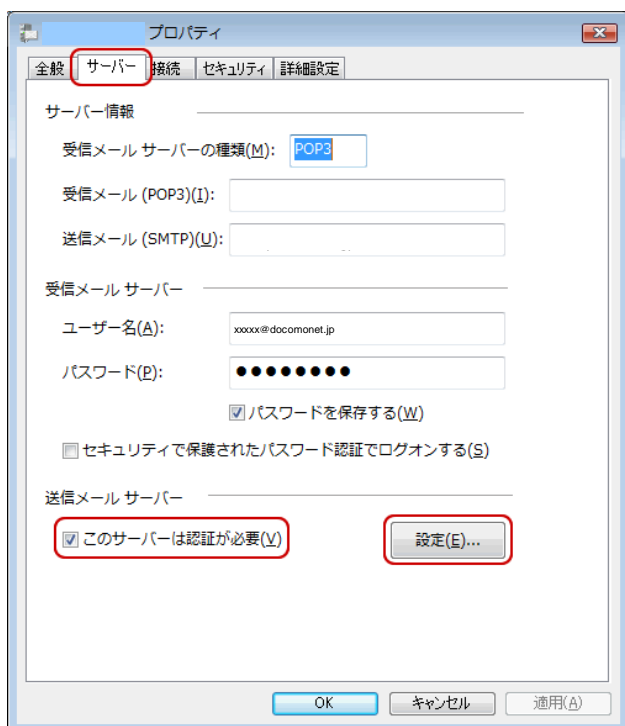 プロパティ
全般 サーバー 接続 セキュリティ 詳細設定
サーバー情報
受信メール サーバーの種類(M): POP3
受信メール (POP3)(I):
送信メール (SMTP)(U):
受信メール サーバー
ユーザー名(A): xxxxx@docomonet.jp
パスワード(P): ●●●●●●●●
パスワードを保存する(W)
セキュリティで保護されたパスワード認証でログオンする(S)
送信メール サーバー
このサーバーは認証が必要(V) 設定(E)...
OK キャンセル 適用(A)